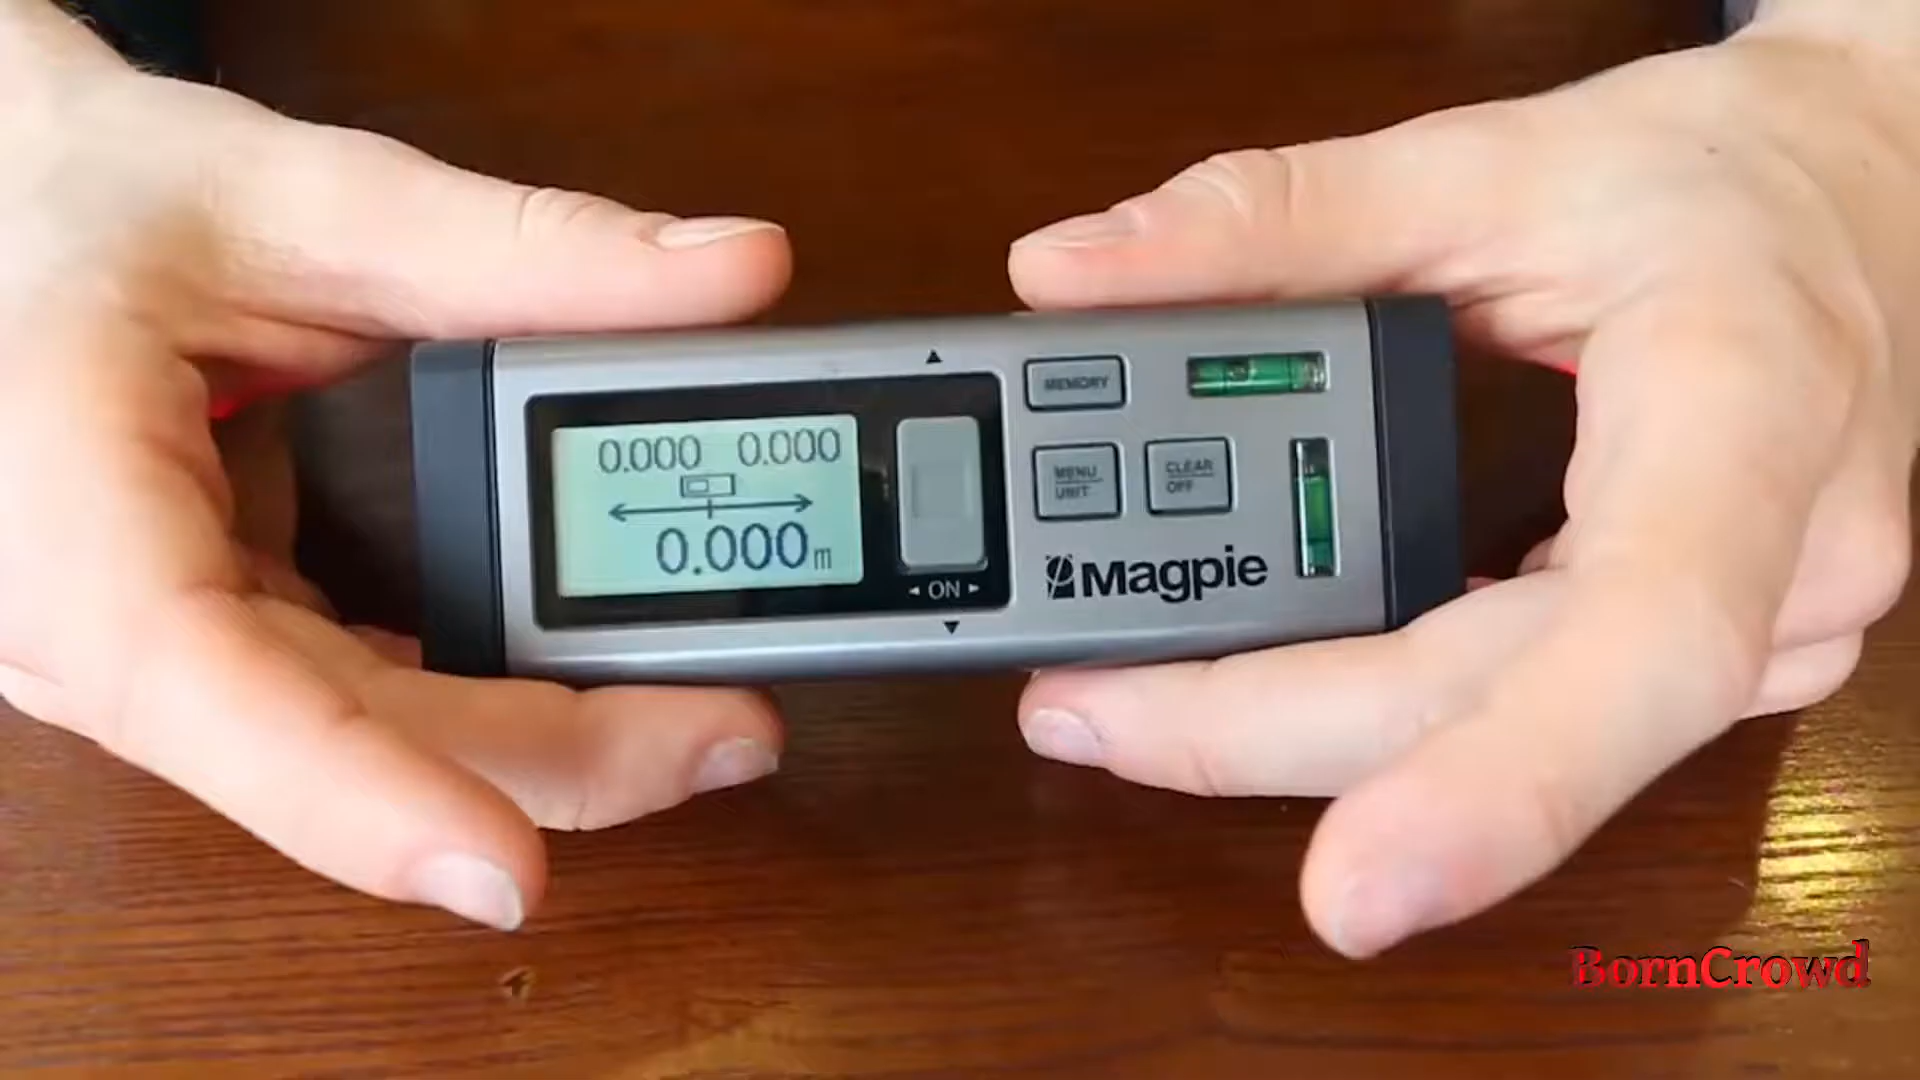 0.000 0.000
0.000m
ON
MEMORY
MENU
UNIT
CLEAR
OFF
Magpie
BornCrowd